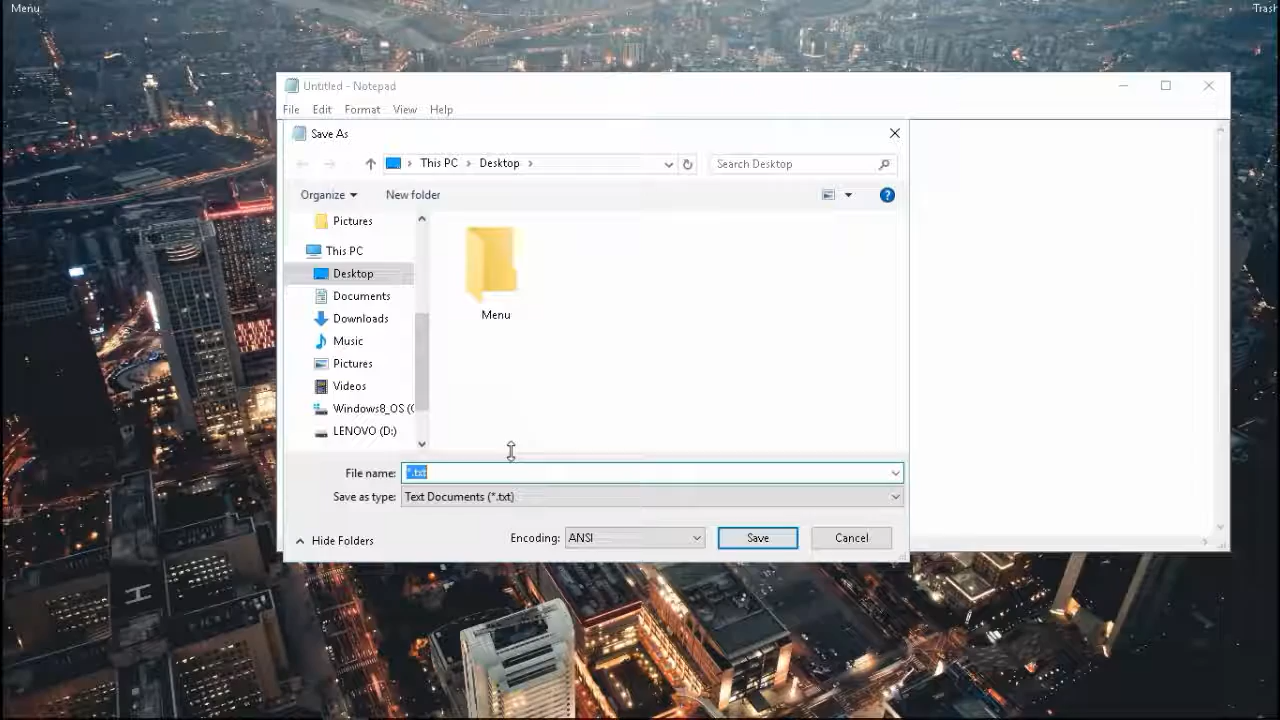 Menu
Trash
Untitled - Notepad
File Edit Format View Help
Save As
This PC Desktop
Search Desktop
Organize New folder
Pictures
This PC
Desktop
Documents
Downloads
Music
Pictures
Videos
Windows8_OS (C
LENOVO (D:)
Menu
File name: *.txt
Save as type: Text Documents (*.txt)
Hide Folders Encoding: ANSI Save Cancel